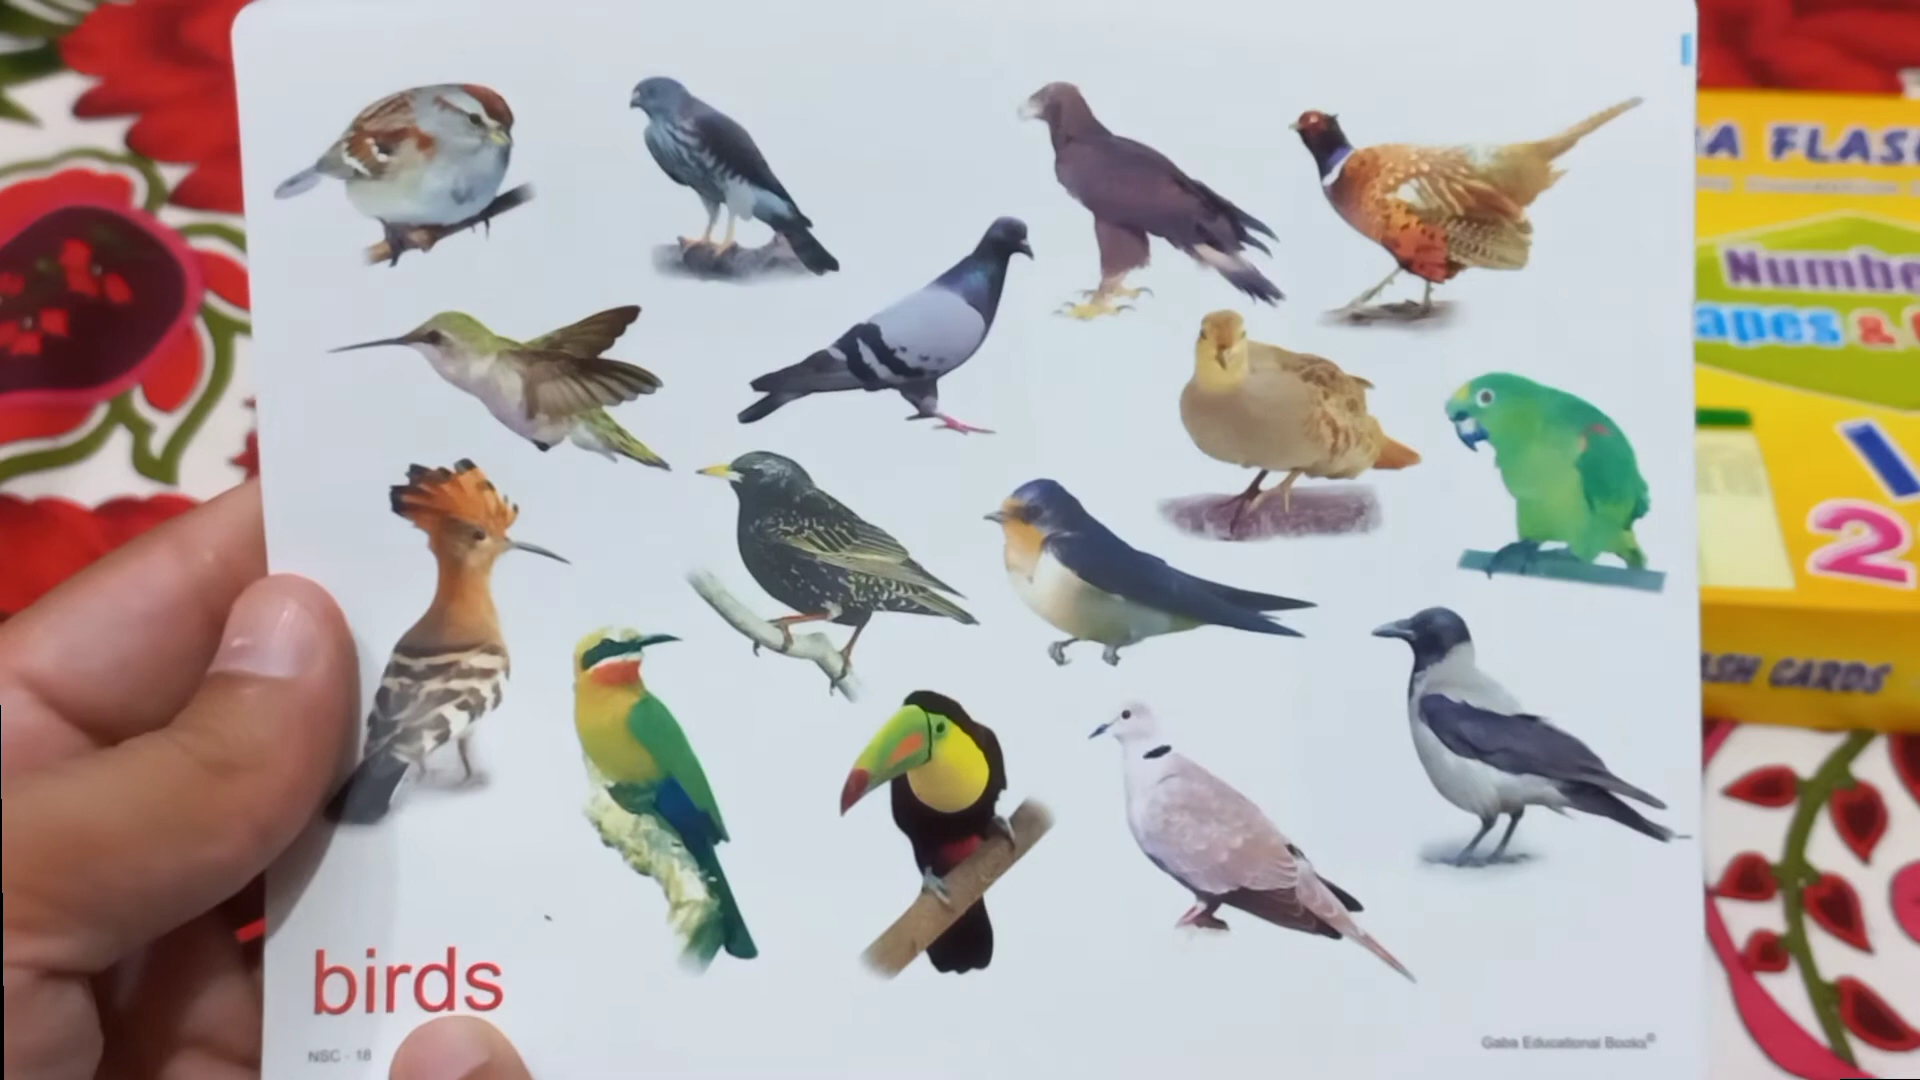 birds
NSC - 18
Gaba Educational Books®
A FLAS
Numbe
apes &
2
SH CARDS